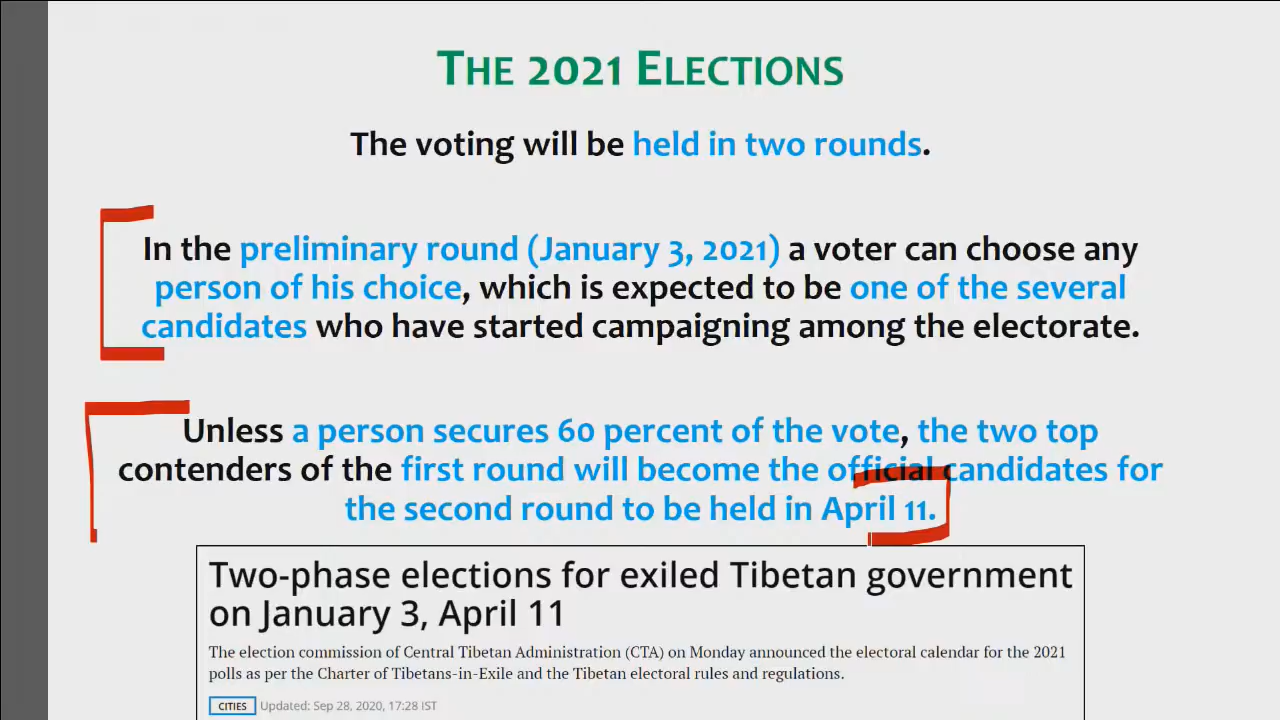 THE 2021 ELECTIONS
The voting will be held in two rounds.
In the preliminary round (January 3, 2021) a voter can choose any
person of his choice, which is expected to be one of the several
candidates who have started campaigning among the electorate.
Unless a person secures 60 percent of the vote, the two top
contenders of the first round will become the official candidates for
the second round to be held in April 11.
Two-phase elections for exiled Tibetan government
on January 3, April 11
The election commission of Central Tibetan Administration (CTA) on Monday announced the electoral calendar for the 2021
polls as per the Charter of Tibetans-in-Exile and the Tibetan electoral rules and regulations.
CITIES Updated: Sep 28, 2020, 17:28 IST